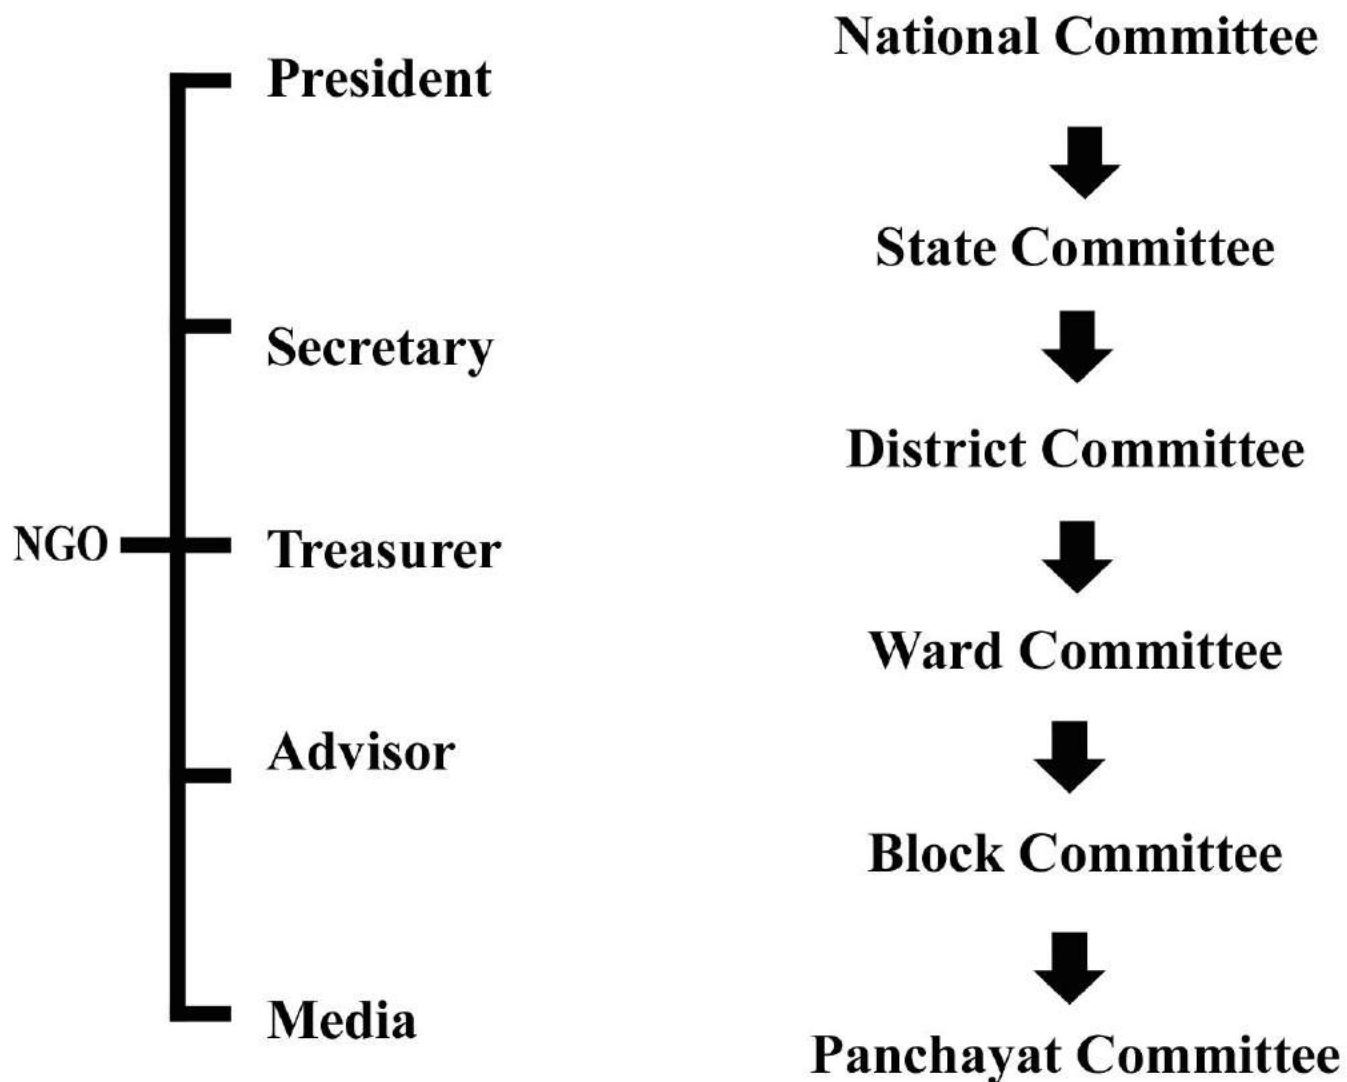 NGO
President
Secretary
Treasurer
Advisor
Media
National Committee
State Committee
District Committee
Ward Committee
Block Committee
Panchayat Committee